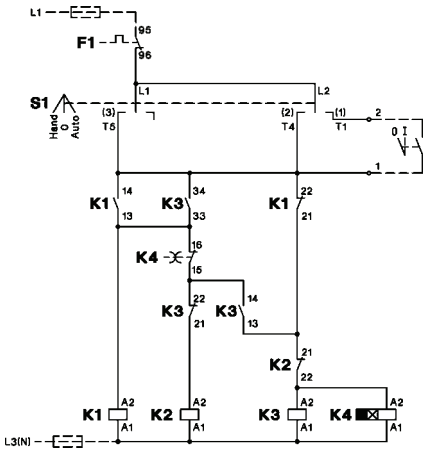 L1
95
F1
96
L1
L2
S1
Hand
0
Auto
(3)
T5
(2)
T4
(1)
T1
2
0 I
1
14
K1
13
34
K3
33
22
K1
21
16
K4
15
22
K3
21
14
K3
13
21
K2
22
A2
K1
A1
A2
K2
A1
A2
K3
A1
A2
K4
A1
L3(N)